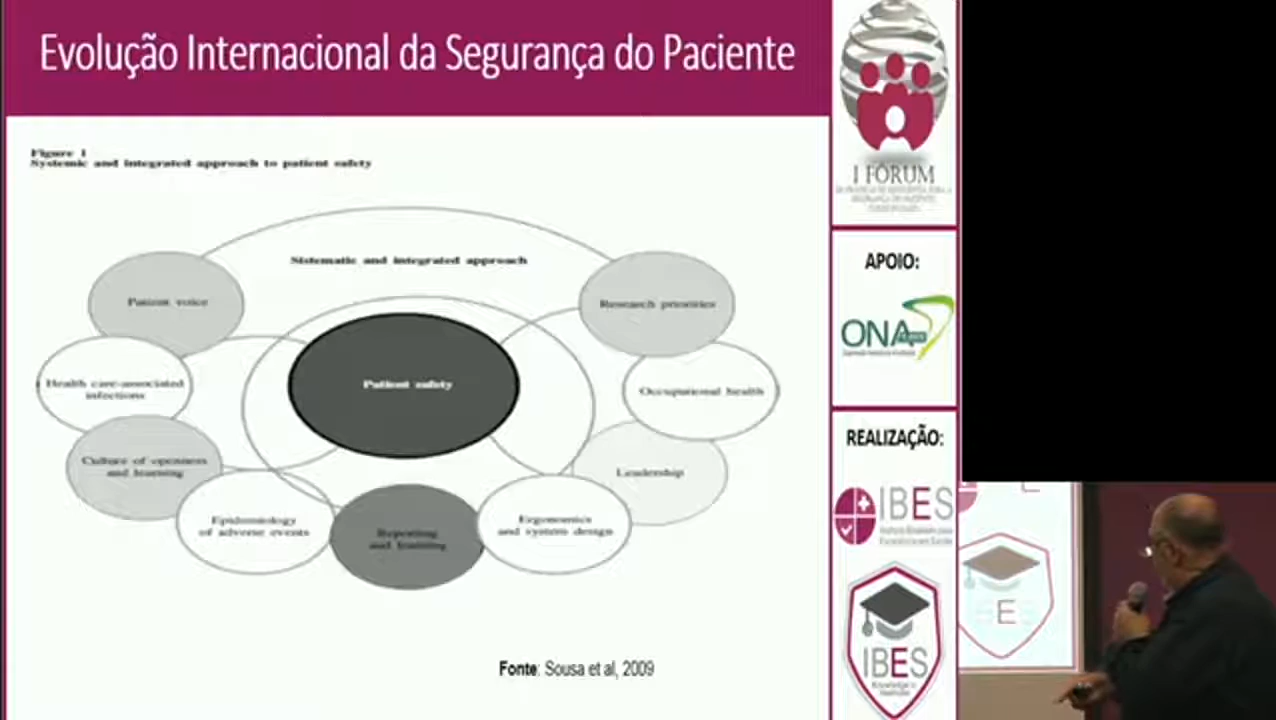 Evolução Internacional da Segurança do Paciente
Figure 1
Systemic and integrated approach to patient safety
Sistematic and integrated approach
Patient voice
Research priorities
Patient safety
Health care-associated
infections
Occupational health
Culture of openness
and learning
Leadership
Epidemiology
of adverse events
Reporting
and learning
Ergonomics
and system design
Fonte: Sousa et al, 2009
I FÓRUM
APOIO:
ONA
REALIZAÇÃO:
IBES
IBES
E